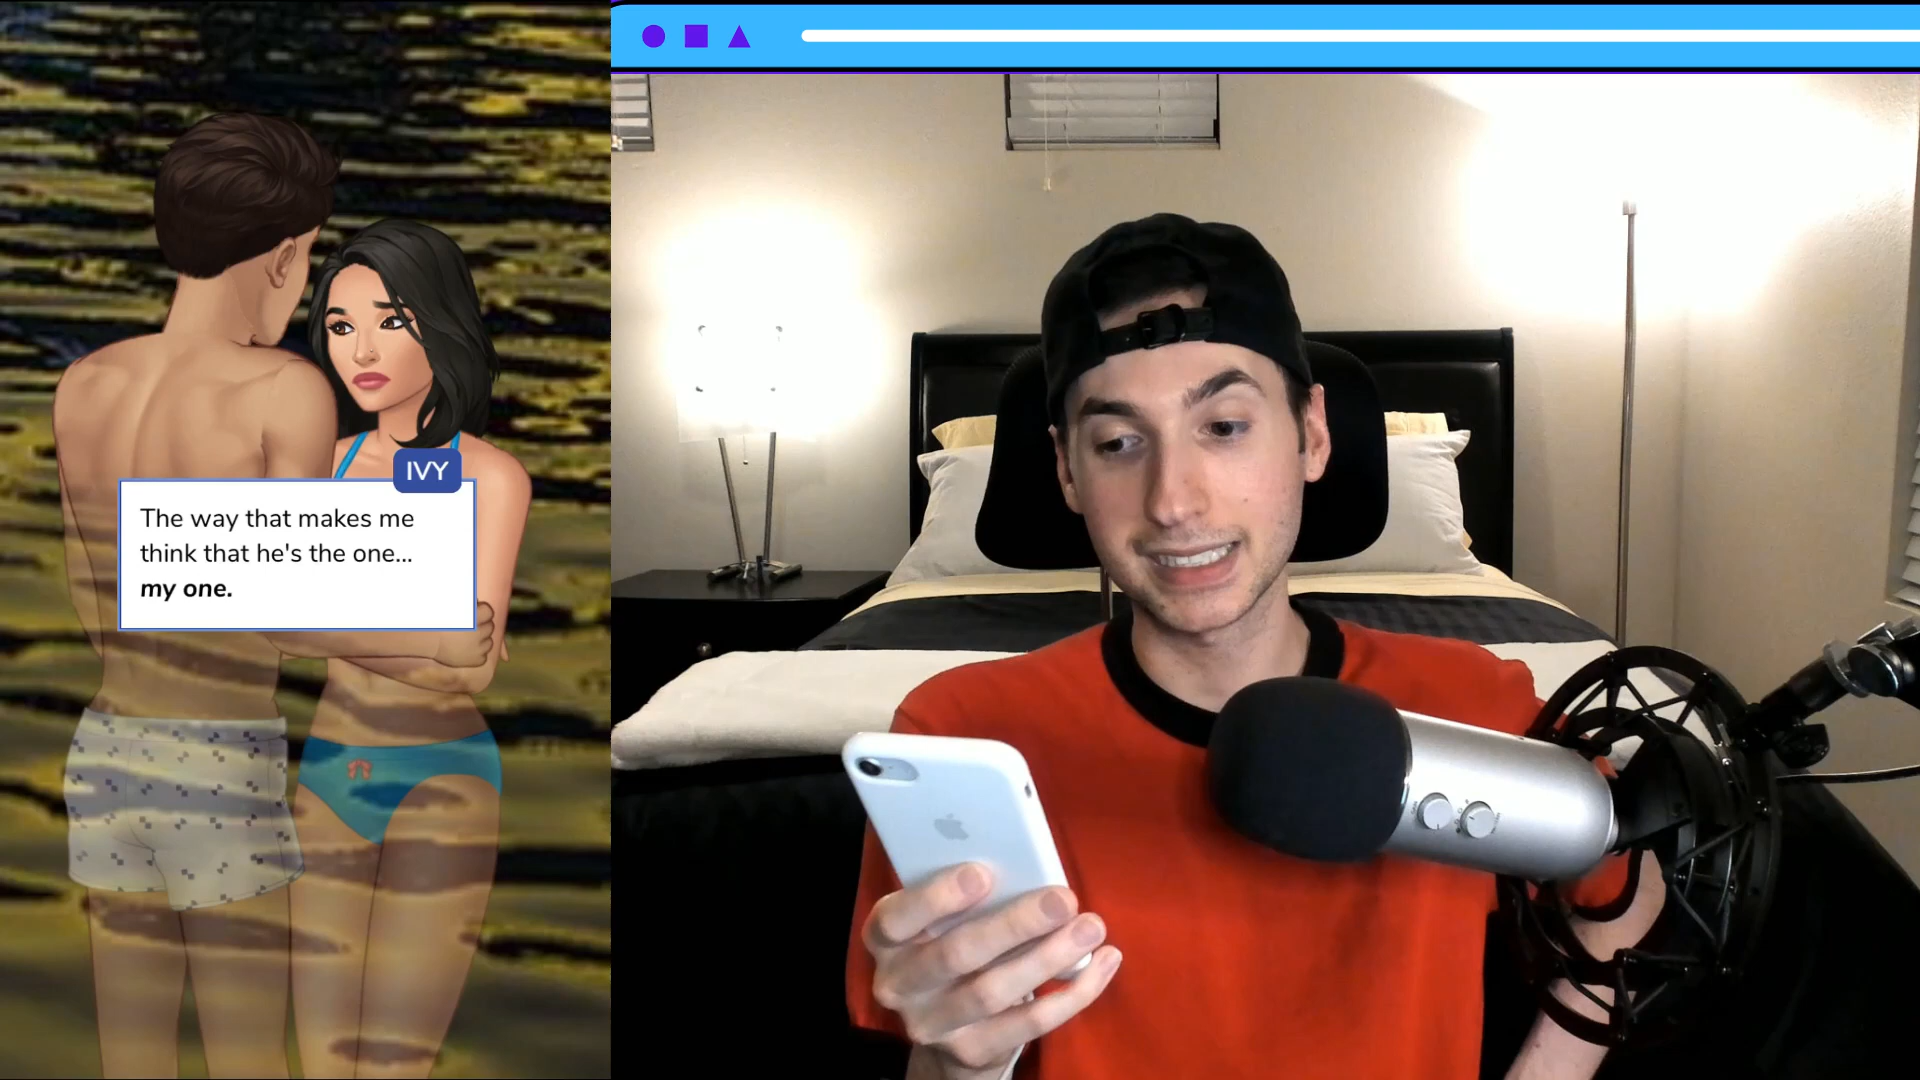 IVY
The way that makes me
think that he's the one...
my one.